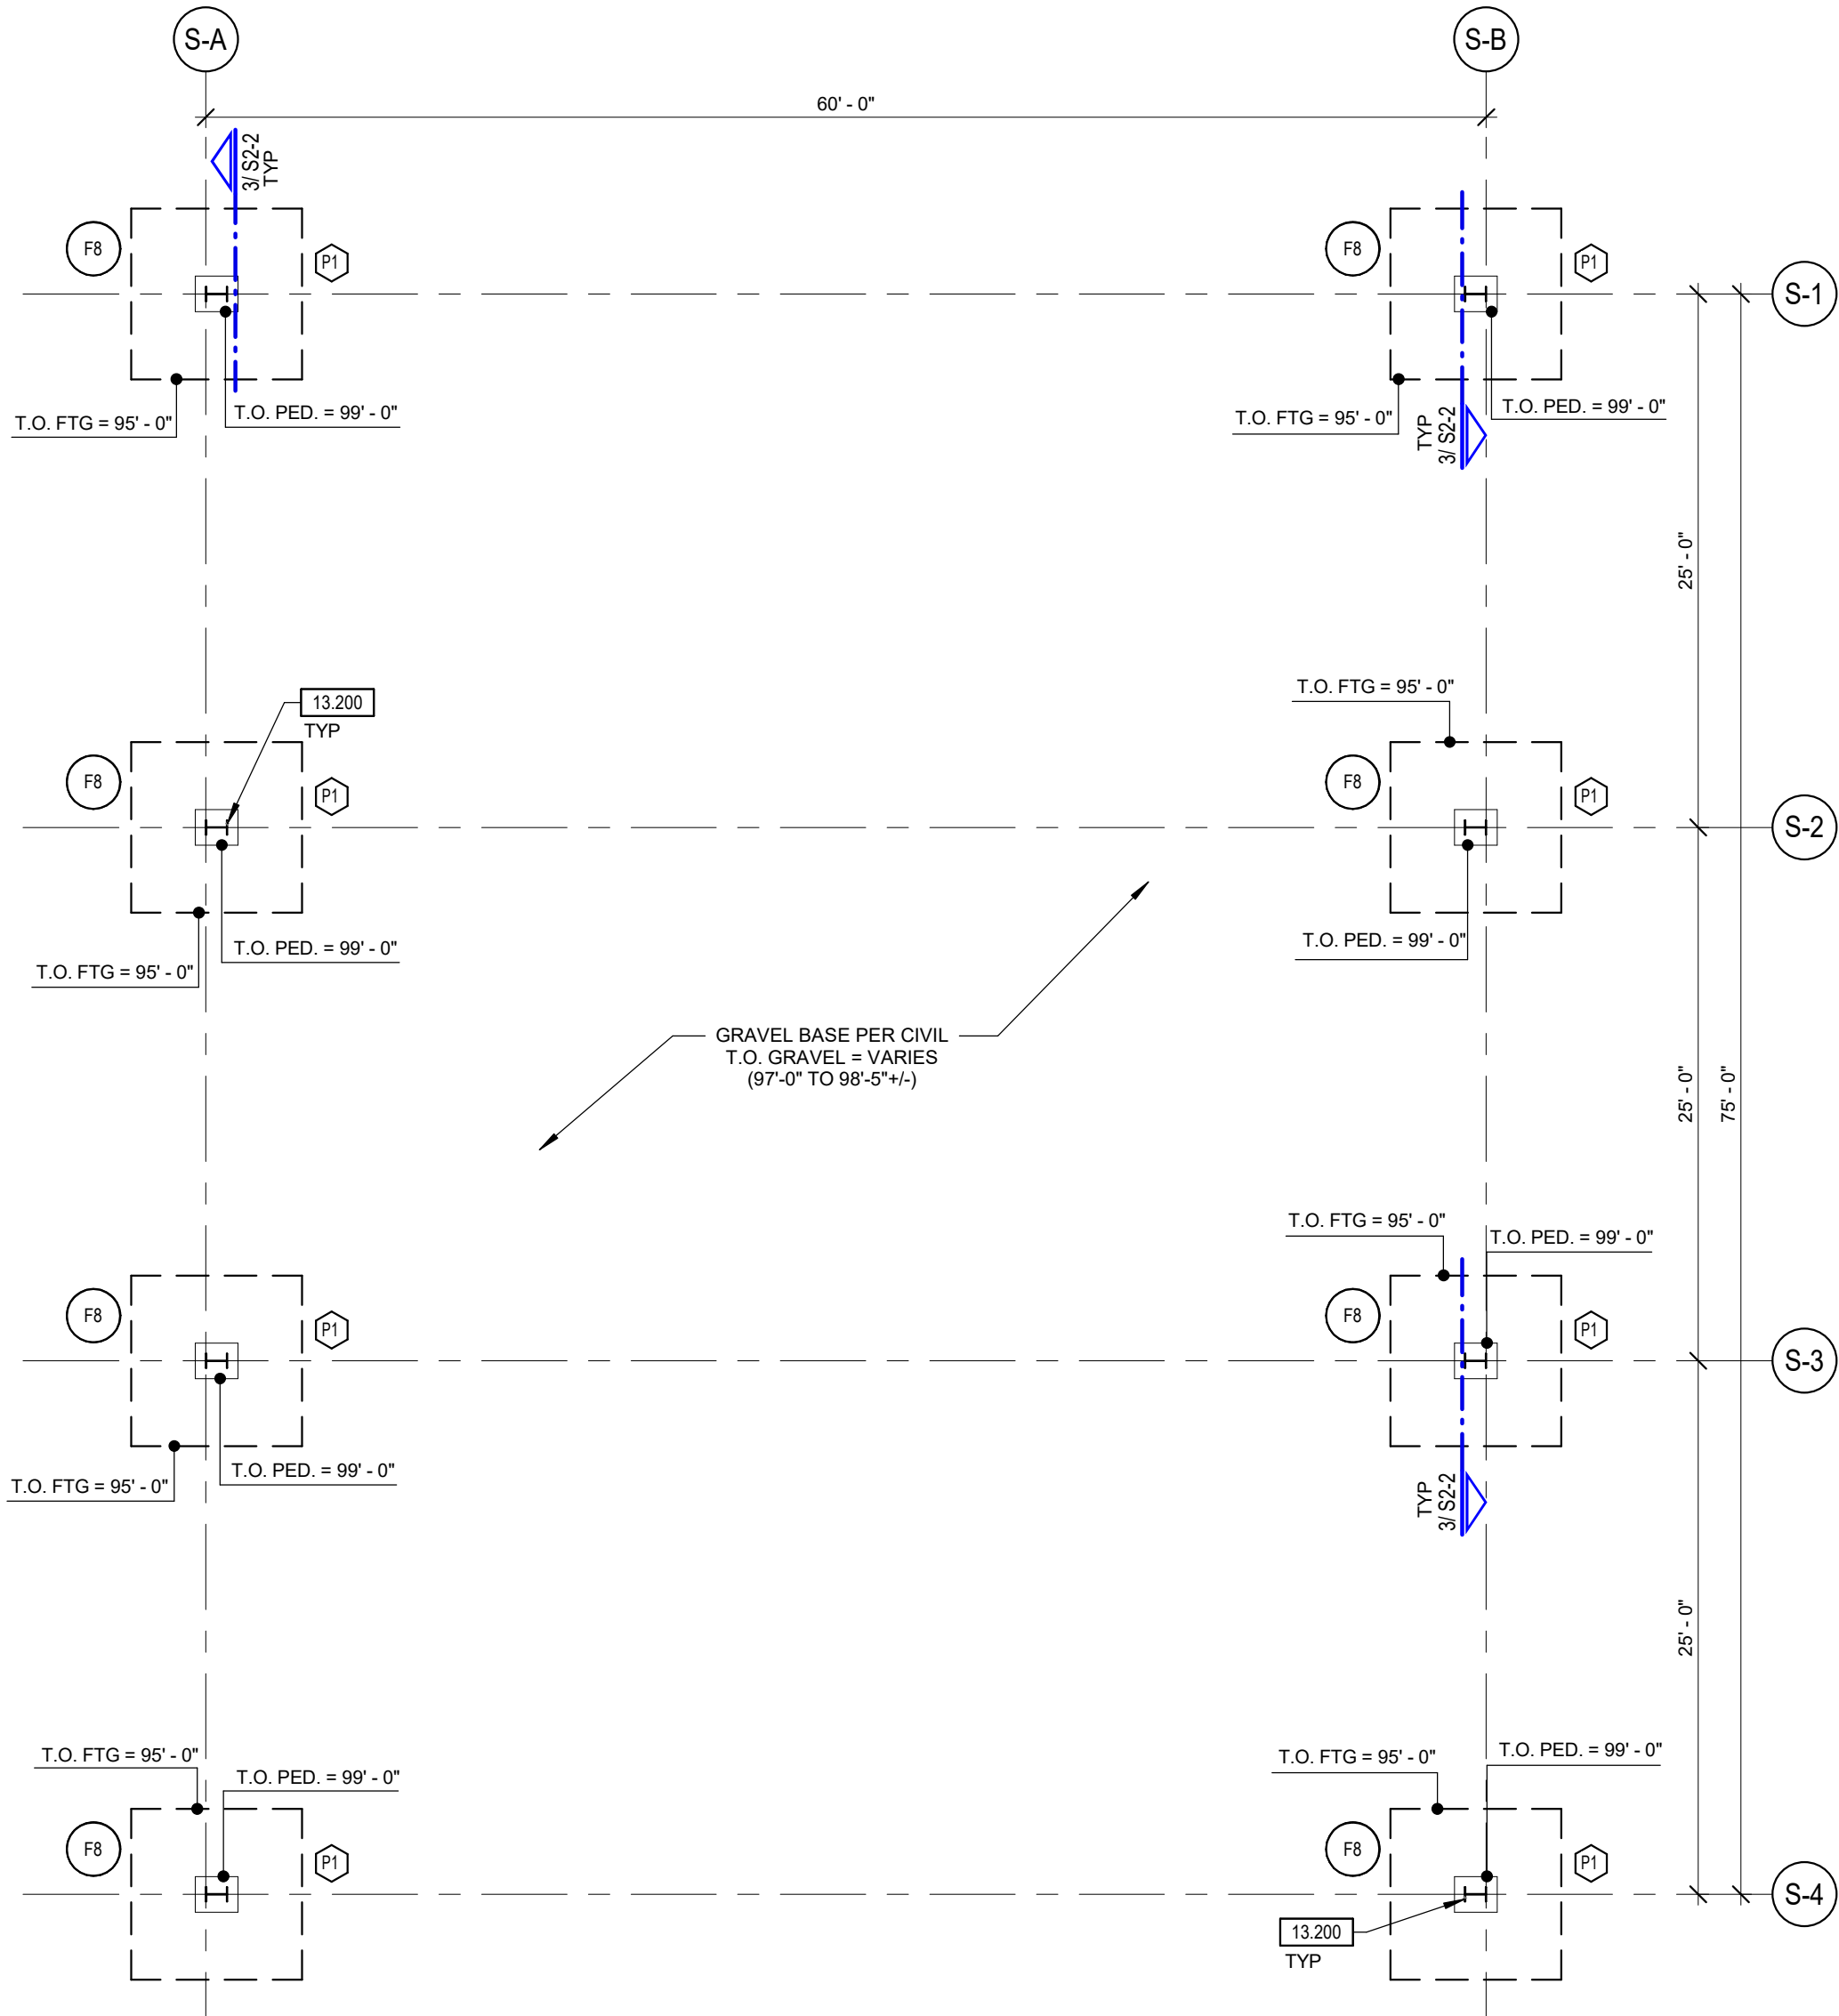 S-A
S-B
60' - 0"
3/ S2-2
TYP
F8
P1
F8
P1
S-1
T.O. FTG = 95' - 0"
T.O. PED. = 99' - 0"
T.O. FTG = 95' - 0"
TYP
3/ S2-2
T.O. PED. = 99' - 0"
25' - 0"
13.200
TYP
T.O. FTG = 95' - 0"
F8
P1
F8
P1
S-2
T.O. PED. = 99' - 0"
T.O. FTG = 95' - 0"
T.O. PED. = 99' - 0"
GRAVEL BASE PER CIVIL
T.O. GRAVEL = VARIES
(97'-0" TO 98'-5"+/-)
25' - 0"
75' - 0"
T.O. FTG = 95' - 0"
T.O. PED. = 99' - 0"
F8
P1
F8
P1
S-3
T.O. PED. = 99' - 0"
T.O. FTG = 95' - 0"
TYP
3/ S2-2
25' - 0"
T.O. FTG = 95' - 0"
T.O. PED. = 99' - 0"
T.O. FTG = 95' - 0"
T.O. PED. = 99' - 0"
F8
P1
F8
P1
S-4
13.200
TYP